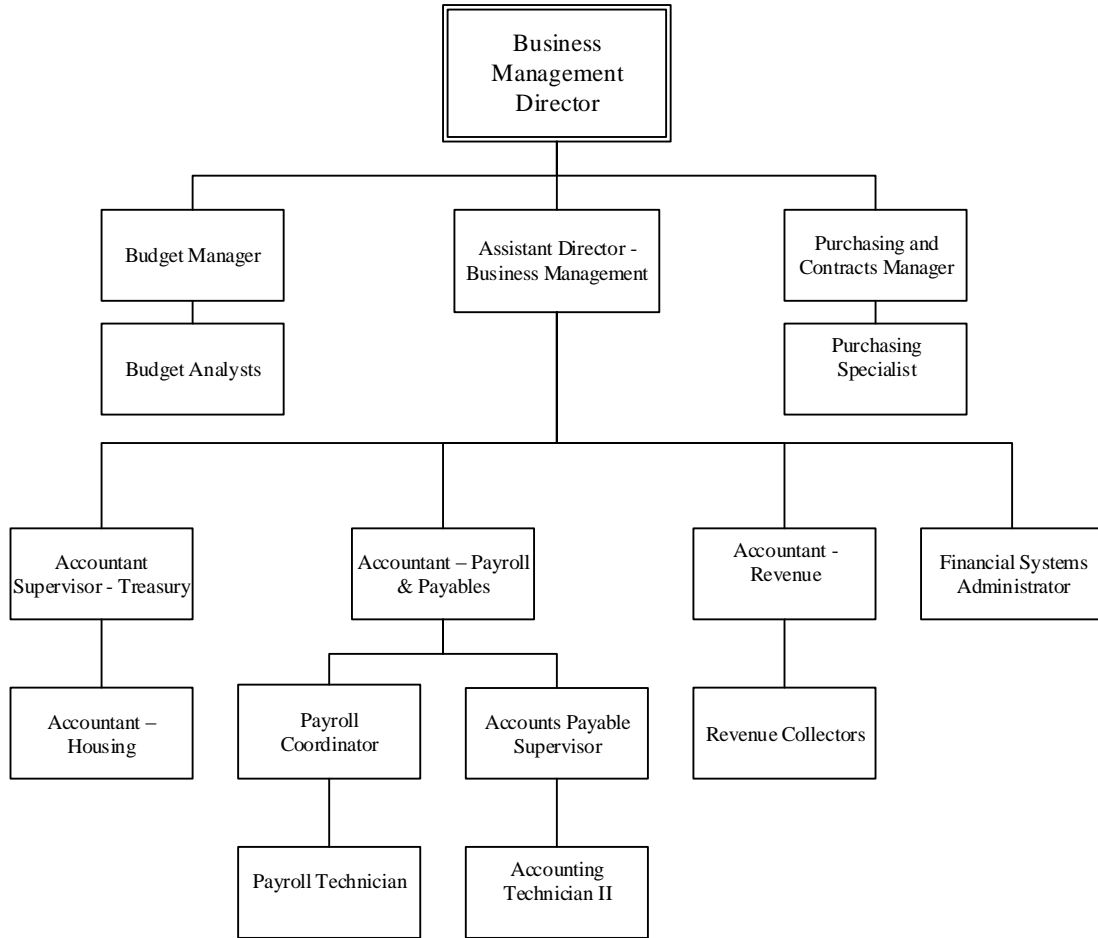 Business
Management
Director
Budget Manager
Assistant Director -
Business Management
Purchasing and
Contracts Manager
Budget Analysts
Purchasing
Specialist
Accountant
Supervisor - Treasury
Accountant – Payroll
& Payables
Accountant -
Revenue
Financial Systems
Administrator
Accountant –
Housing
Payroll
Coordinator
Accounts Payable
Supervisor
Revenue Collectors
Payroll Technician
Accounting
Technician II